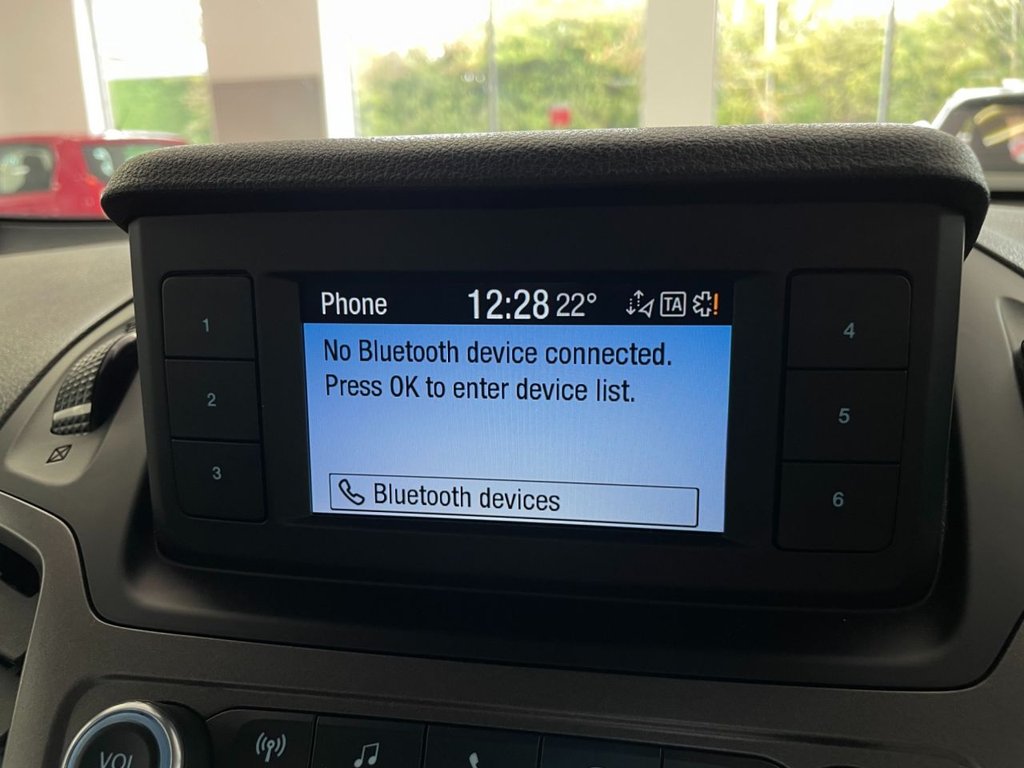 Phone 12:28 22° TA
No Bluetooth device connected.
Press OK to enter device list.
Bluetooth devices
1
2
3
4
5
6
VOL